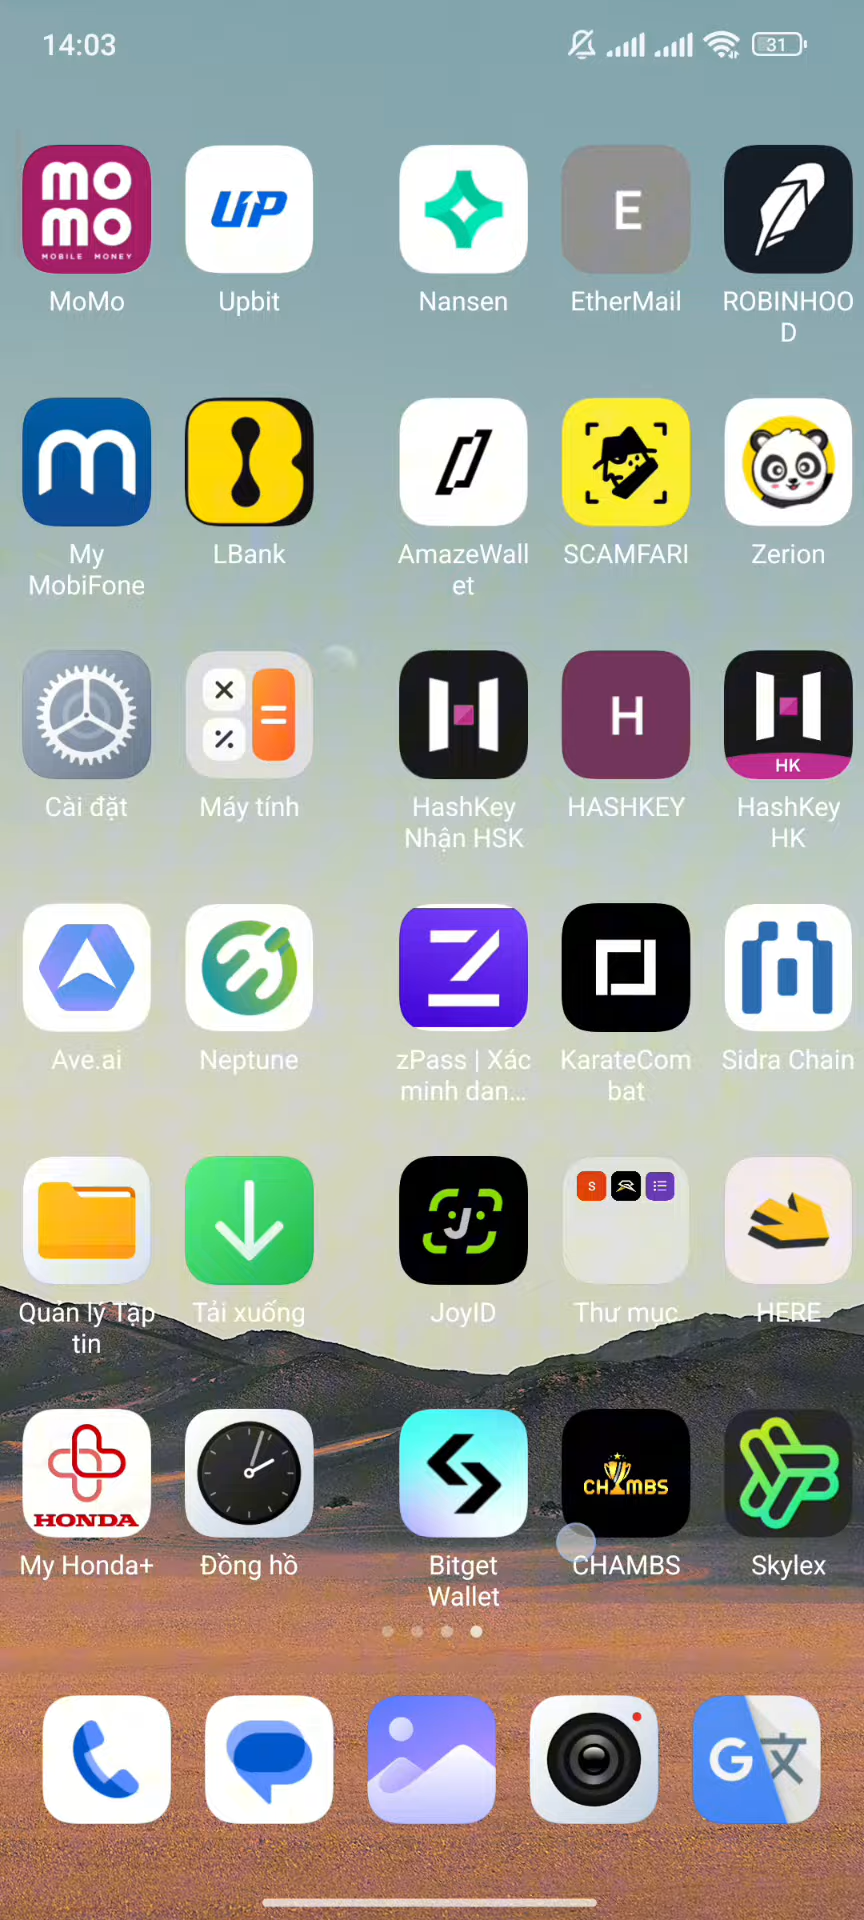 14:03
31
mo
mo
MOBILE MONEY
UP
E
MoMo
Upbit
Nansen
EtherMail
ROBINHOO
D
m
B
My
MobiFone
LBank
AmazeWall
et
SCAMFARI
Zerion
H
HK
Cài đặt
Máy tính
HashKey
Nhận HSK
HASHKEY
HashKey
HK
Z
Ave.ai
Neptune
zPass | Xác
minh dan...
KarateCom
bat
Sidra Chain
J
S
Quản lý Tập
tin
Tải xuống
JoyID
Thư mục
HERE
HONDA
CHAMBS
My Honda+
Đồng hồ
Bitget
Wallet
CHAMBS
Skylex
G文